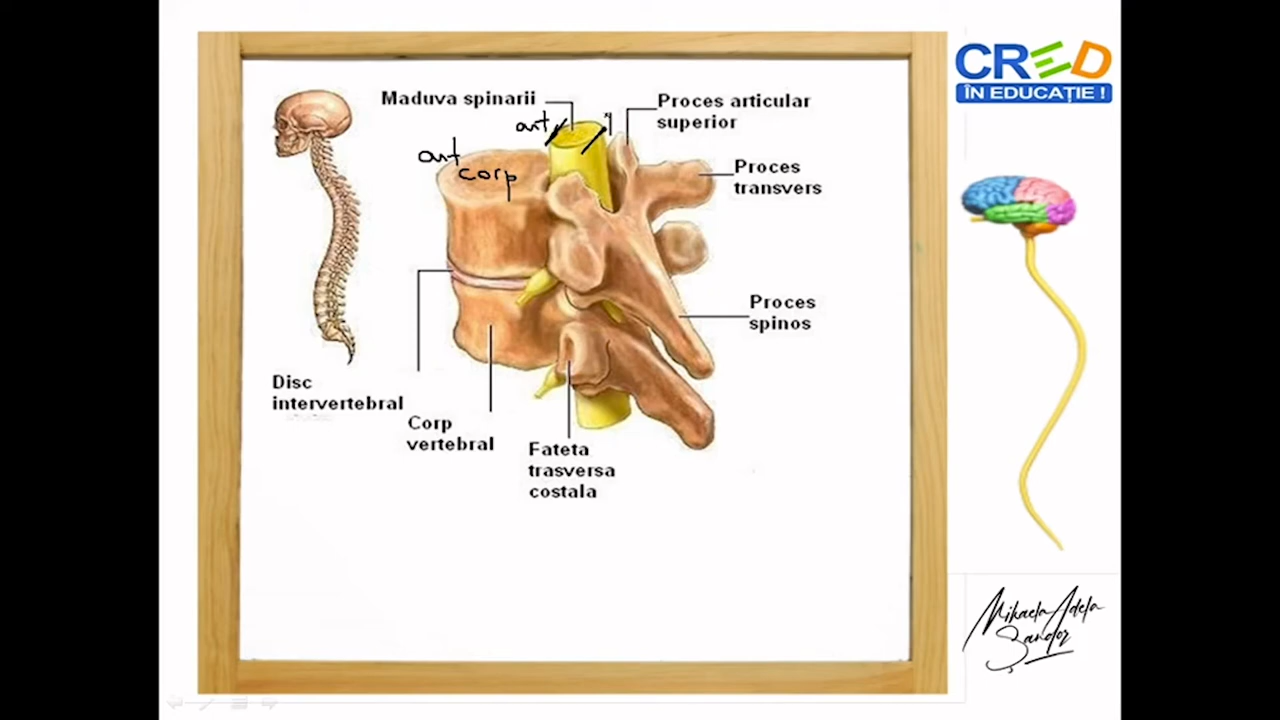 CRED
ÎN EDUCAȚIE !
Maduva spinarii
Proces articular
superior
ant
ant
corp
Proces
transvers
Proces
spinos
Disc
intervertebral
Corp
vertebral
Fateta
trasversa
costala
Mihaela Adela
Șandor